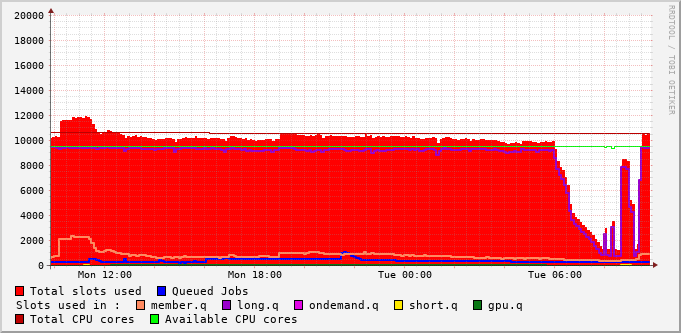 20000
18000
16000
14000
12000
10000
8000
6000
4000
2000
0
Mon 12:00 Mon 18:00 Tue 00:00 Tue 06:00
RRDTOOL / TOBI OETIKER
Total slots used Queued Jobs
Slots used in : member.q long.q ondemand.q short.q gpu.q
Total CPU cores Available CPU cores